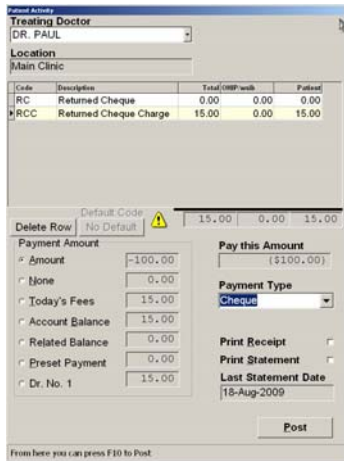 Patient Activity
Treating Doctor
DR. PAUL
Location
Main Clinic
Code Description Total OHIP/wsib Patient
RC Returned Cheque 0.00 0.00 0.00
RCC Returned Cheque Charge 15.00 0.00 15.00
Default Code
Delete Row No Default 15.00 0.00 15.00
Payment Amount
Amount -100.00
None 0.00
Today's Fees 15.00
Account Balance 15.00
Related Balance 0.00
Preset Payment 0.00
Dr. No. 1 15.00
Pay this Amount
($100.00)
Payment Type
Cheque
Print Receipt
Print Statement
Last Statement Date
18-Aug-2009
Post
From here you can press F10 to Post